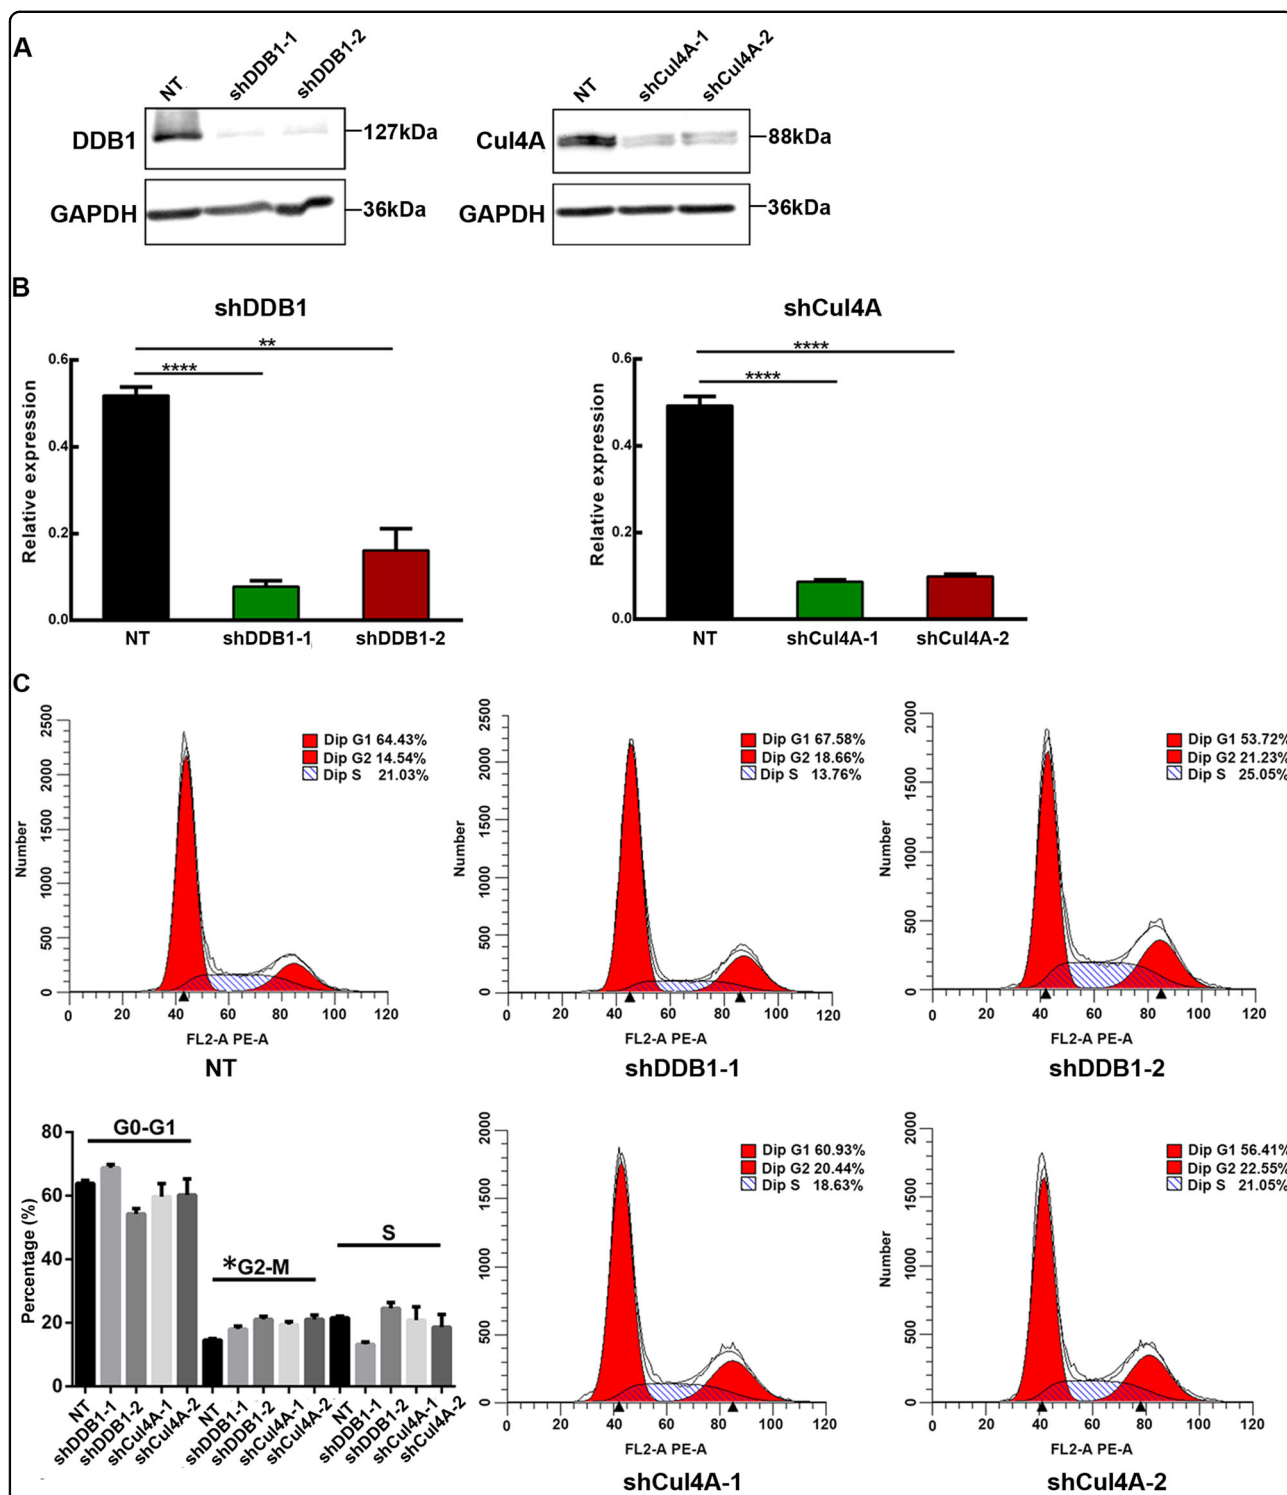 A
NT shDDB1-1 shDDB1-2
DDB1 127kDa
GAPDH 36kDa
NT shCul4A-1 shCul4A-2
Cul4A 88kDa
GAPDH 36kDa
B
shDDB1
Relative expression
0.6
0.4
0.2
0.0
****
**
NT shDDB1-1 shDDB1-2
shCul4A
Relative expression
0.6
0.4
0.2
0.0
****
****
NT shCul4A-1 shCul4A-2
C
Number
2500
2000
1500
1000
500
0
Dip G1 64.43%
Dip G2 14.54%
Dip S 21.03%
0 20 40 60 80 100 120
FL2-A PE-A
NT
Number
2500
2000
1500
1000
500
0
Dip G1 67.58%
Dip G2 18.66%
Dip S 13.76%
0 20 40 60 80 100 120
FL2-A PE-A
shDDB1-1
Number
2000
1500
1000
500
0
Dip G1 53.72%
Dip G2 21.23%
Dip S 25.05%
0 20 40 60 80 100 120
FL2-A PE-A
shDDB1-2
Percentage (%)
80
60
40
20
0
G0-G1
*G2-M
S
NT shDDB1-1 shDDB1-2 shCul4A-1 shCul4A-2 NT shDDB1-1 shDDB1-2 shCul4A-1 shCul4A-2 NT shDDB1-1 shDDB1-2 shCul4A-1 shCul4A-2
Number
2000
1500
1000
500
0
Dip G1 60.93%
Dip G2 20.44%
Dip S 18.63%
0 20 40 60 80 100 120
FL2-A PE-A
shCul4A-1
Number
2000
1500
1000
500
0
Dip G1 56.41%
Dip G2 22.55%
Dip S 21.05%
0 20 40 60 80 100 120
FL2-A PE-A
shCul4A-2